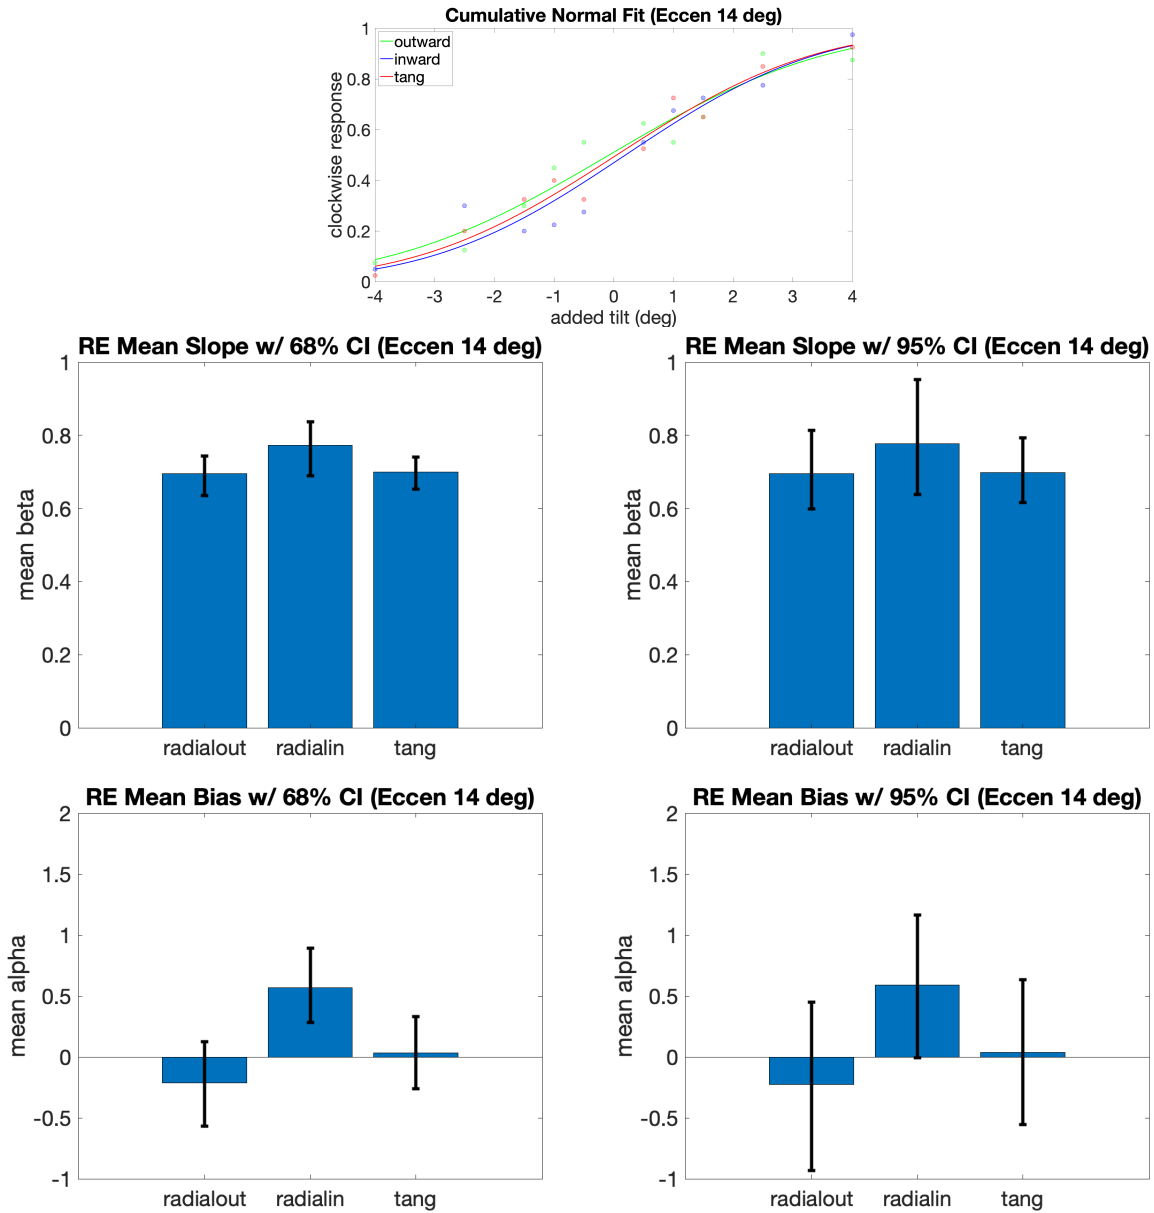 Cumulative Normal Fit (Eccen 14 deg)
outward
inward
tang
clockwise response
1
0.8
0.6
0.4
0.2
0
-4 -3 -2 -1 0 1 2 3 4
added tilt (deg)
RE Mean Slope w/ 68% CI (Eccen 14 deg)
mean beta
1
0.8
0.6
0.4
0.2
0
radialout radialin tang
RE Mean Slope w/ 95% CI (Eccen 14 deg)
mean beta
1
0.8
0.6
0.4
0.2
0
radialout radialin tang
RE Mean Bias w/ 68% CI (Eccen 14 deg)
mean alpha
2
1.5
1
0.5
0
-0.5
-1
radialout radialin tang
RE Mean Bias w/ 95% CI (Eccen 14 deg)
mean alpha
2
1.5
1
0.5
0
-0.5
-1
radialout radialin tang